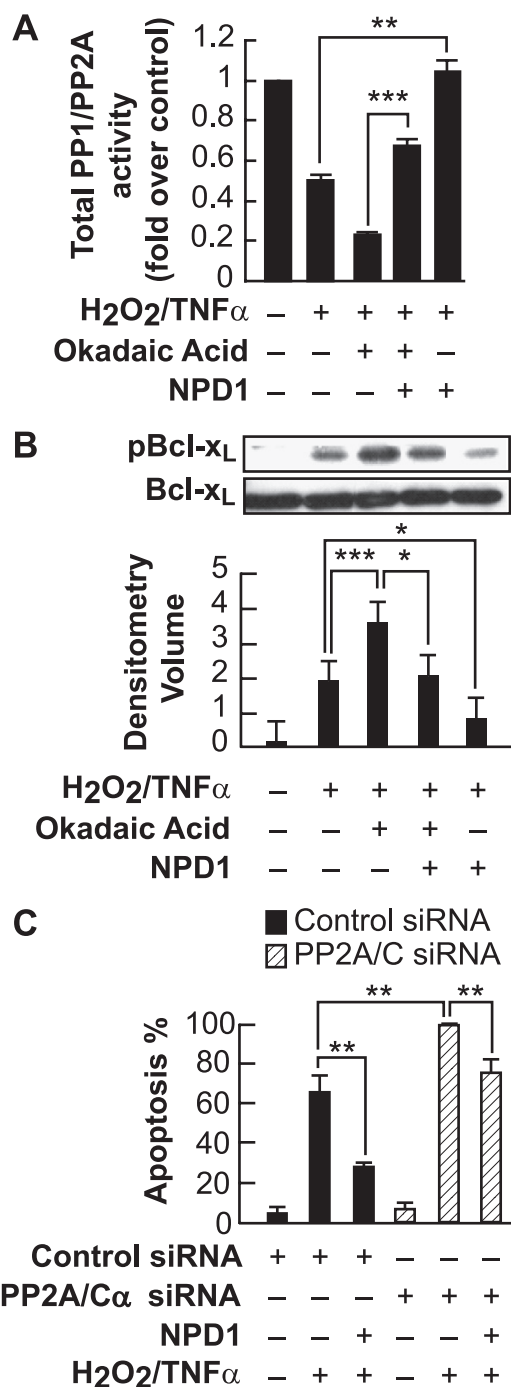 A
Total PP1/PP2A
activity
(fold over control)
1.2
1
0.8
0.6
0.4
0.2
0
**
***
H2O2/TNFα – + + + +
Okadaic Acid – – + + –
NPD1 – – – + +
B
pBcl-xL
Bcl-xL
*
*** *
Densitometry
Volume
5
4
3
2
1
0
H2O2/TNFα – + + + +
Okadaic Acid – – + + –
NPD1 – – – + +
C
Control siRNA
PP2A/C siRNA
** **
**
Apoptosis %
100
80
60
40
20
0
Control siRNA + + + – – –
PP2A/Cα siRNA – – – + + +
NPD1 – – + – – +
H2O2/TNFα – + + – + +